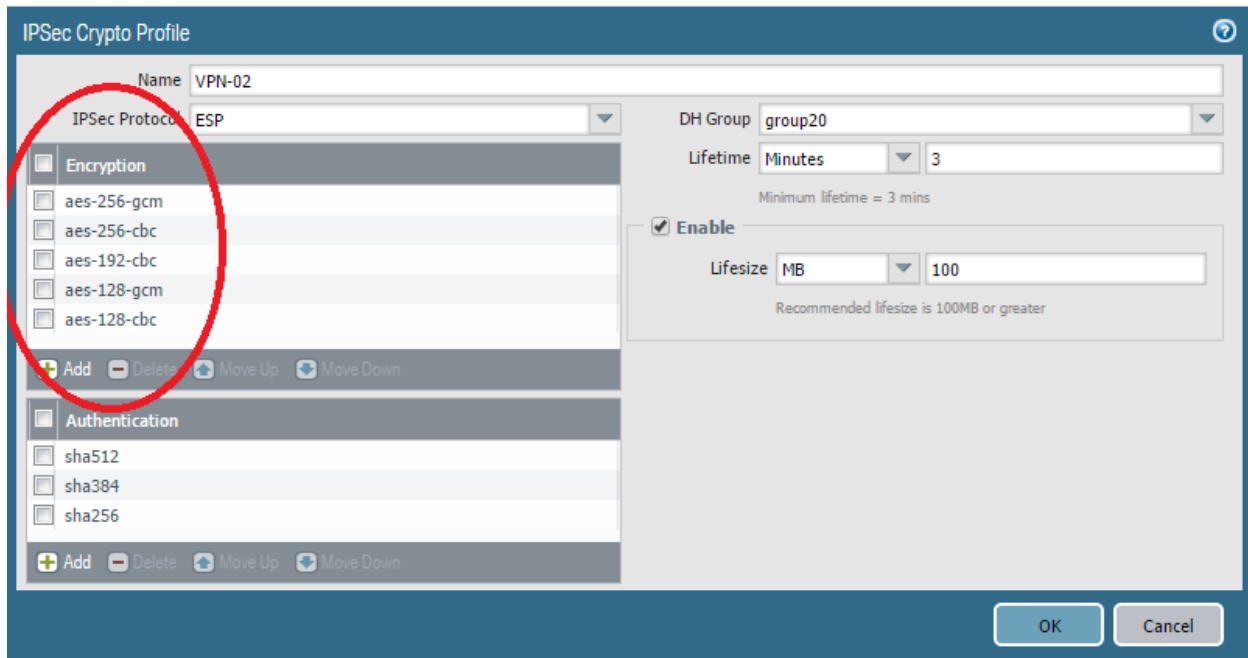 IPSec Crypto Profile
Name VPN-02
IPSec Protocol ESP
Encryption
aes-256-gcm
aes-256-cbc
aes-192-cbc
aes-128-gcm
aes-128-cbc
Add Delete Move Up Move Down
Authentication
sha512
sha384
sha256
Add Delete Move Up Move Down
DH Group group20
Lifetime Minutes 3
Minimum lifetime = 3 mins
Enable
Lifesize MB 100
Recommended lifesize is 100MB or greater
OK Cancel